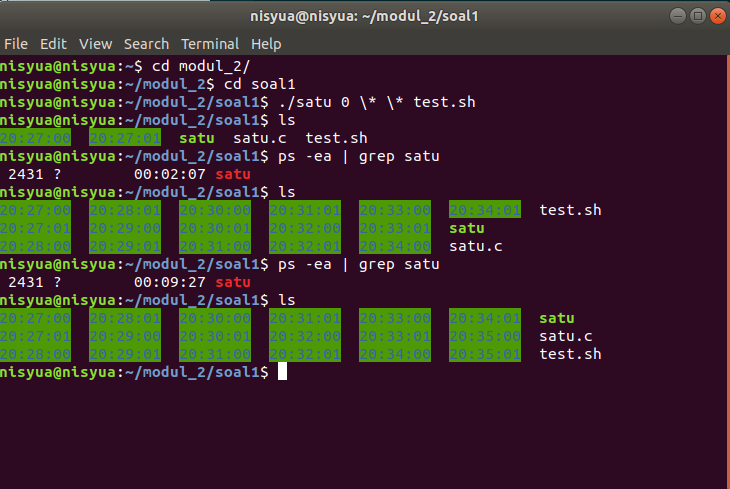 nisyua@nisyua: ~/modul_2/soal1
File Edit View Search Terminal Help
nisyua@nisyua:~$ cd modul_2/
nisyua@nisyua:~/modul_2$ cd soal1
nisyua@nisyua:~/modul_2/soal1$ ./satu 0 \* \* test.sh
nisyua@nisyua:~/modul_2/soal1$ ls
20:27:00 20:27:01 satu satu.c test.sh
nisyua@nisyua:~/modul_2/soal1$ ps -ea | grep satu
2431 ? 00:02:07 satu
nisyua@nisyua:~/modul_2/soal1$ ls
20:27:00 20:28:01 20:30:00 20:31:01 20:33:00 20:34:01 test.sh
20:27:01 20:29:00 20:30:01 20:32:00 20:33:01 satu
20:28:00 20:29:01 20:31:00 20:32:01 20:34:00 satu.c
nisyua@nisyua:~/modul_2/soal1$ ps -ea | grep satu
2431 ? 00:09:27 satu
nisyua@nisyua:~/modul_2/soal1$ ls
20:27:00 20:28:01 20:30:00 20:31:01 20:33:00 20:34:01 satu
20:27:01 20:29:00 20:30:01 20:32:00 20:33:01 20:35:00 satu.c
20:28:00 20:29:01 20:31:00 20:32:01 20:34:00 20:35:01 test.sh
nisyua@nisyua:~/modul_2/soal1$